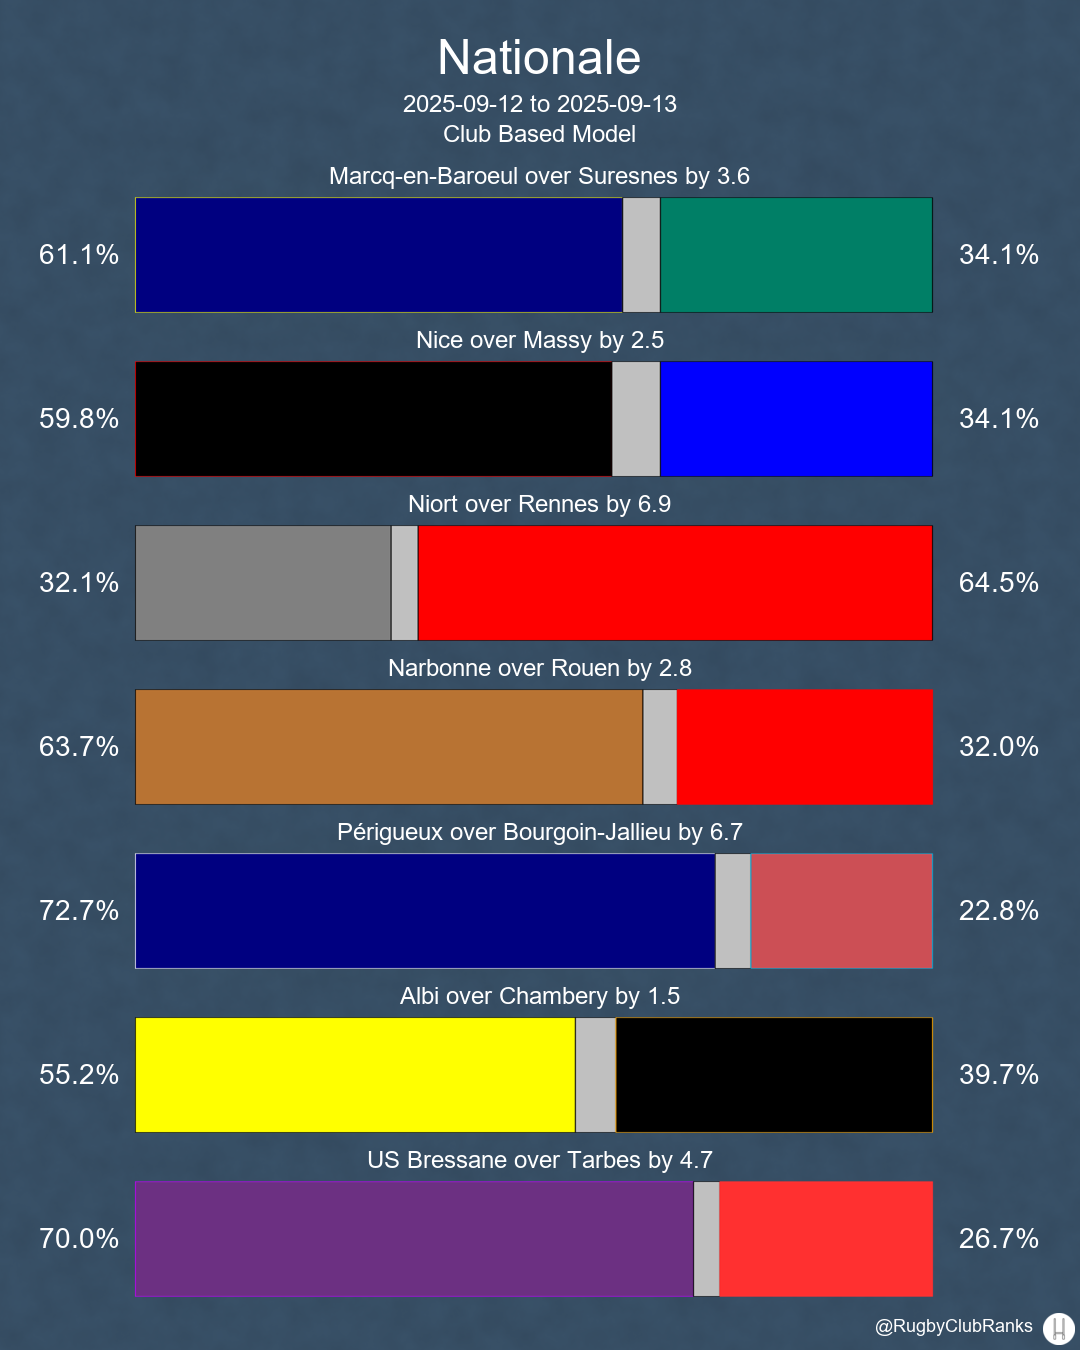 Nationale
2025-09-12 to 2025-09-13
Club Based Model
Marcq-en-Baroeul over Suresnes by 3.6
61.1% 34.1%
Nice over Massy by 2.5
59.8% 34.1%
Niort over Rennes by 6.9
32.1% 64.5%
Narbonne over Rouen by 2.8
63.7% 32.0%
Périgueux over Bourgoin-Jallieu by 6.7
72.7% 22.8%
Albi over Chambery by 1.5
55.2% 39.7%
US Bressane over Tarbes by 4.7
70.0% 26.7%
@RugbyClubRanks